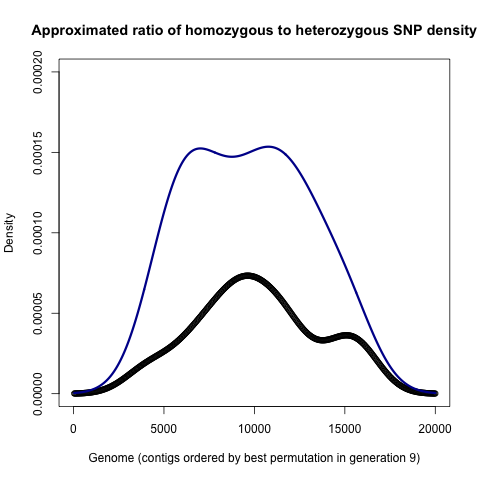 Approximated ratio of homozygous to heterozygous SNP density
0.00020
0.00015
0.00010
0.00005
0.00000
Density
0 5000 10000 15000 20000
Genome (contigs ordered by best permutation in generation 9)